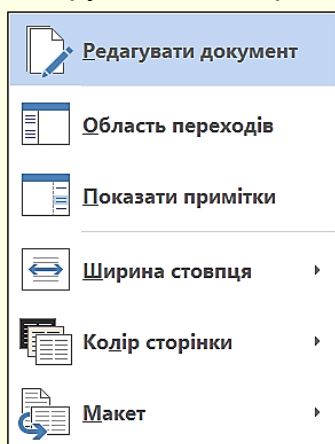 Редагувати документ
Область переходів
Показати примітки
Ширина стовпця
Колір сторінки
Макет